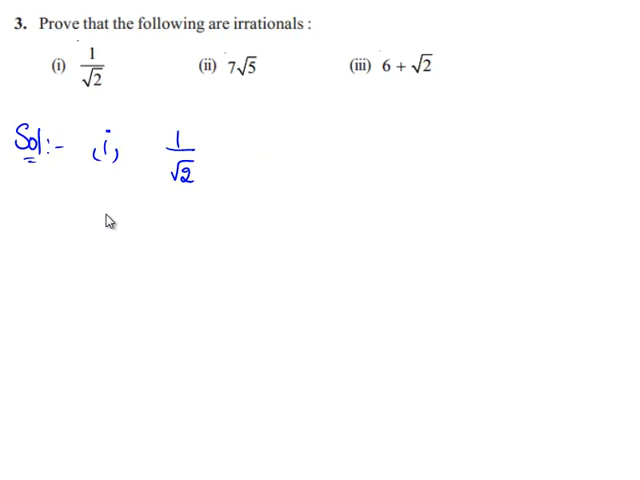 3. Prove that the following are irrationals :
(i) 1/√2 (ii) 7√5 (iii) 6 + √2
Sol:- (i) 1/√2